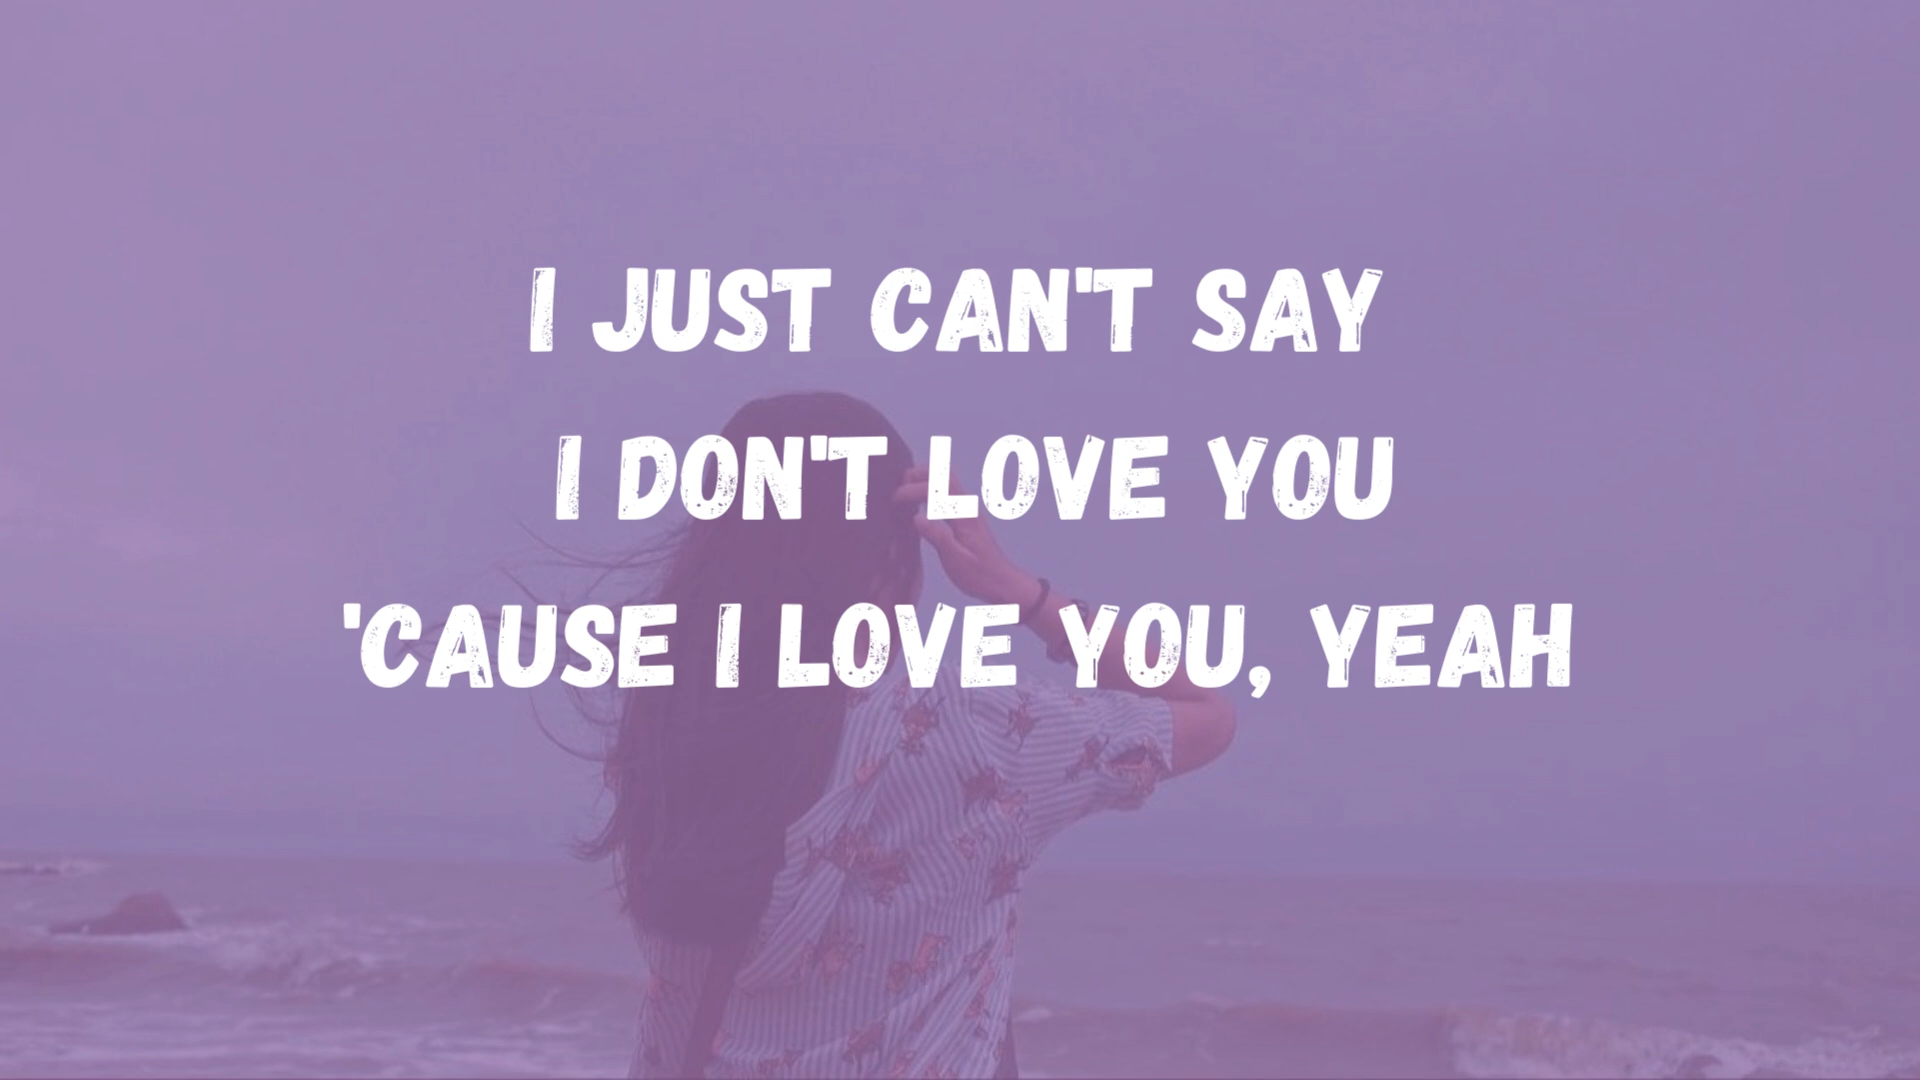 I JUST CAN'T SAY
I DON'T LOVE YOU
'CAUSE I LOVE YOU, YEAH